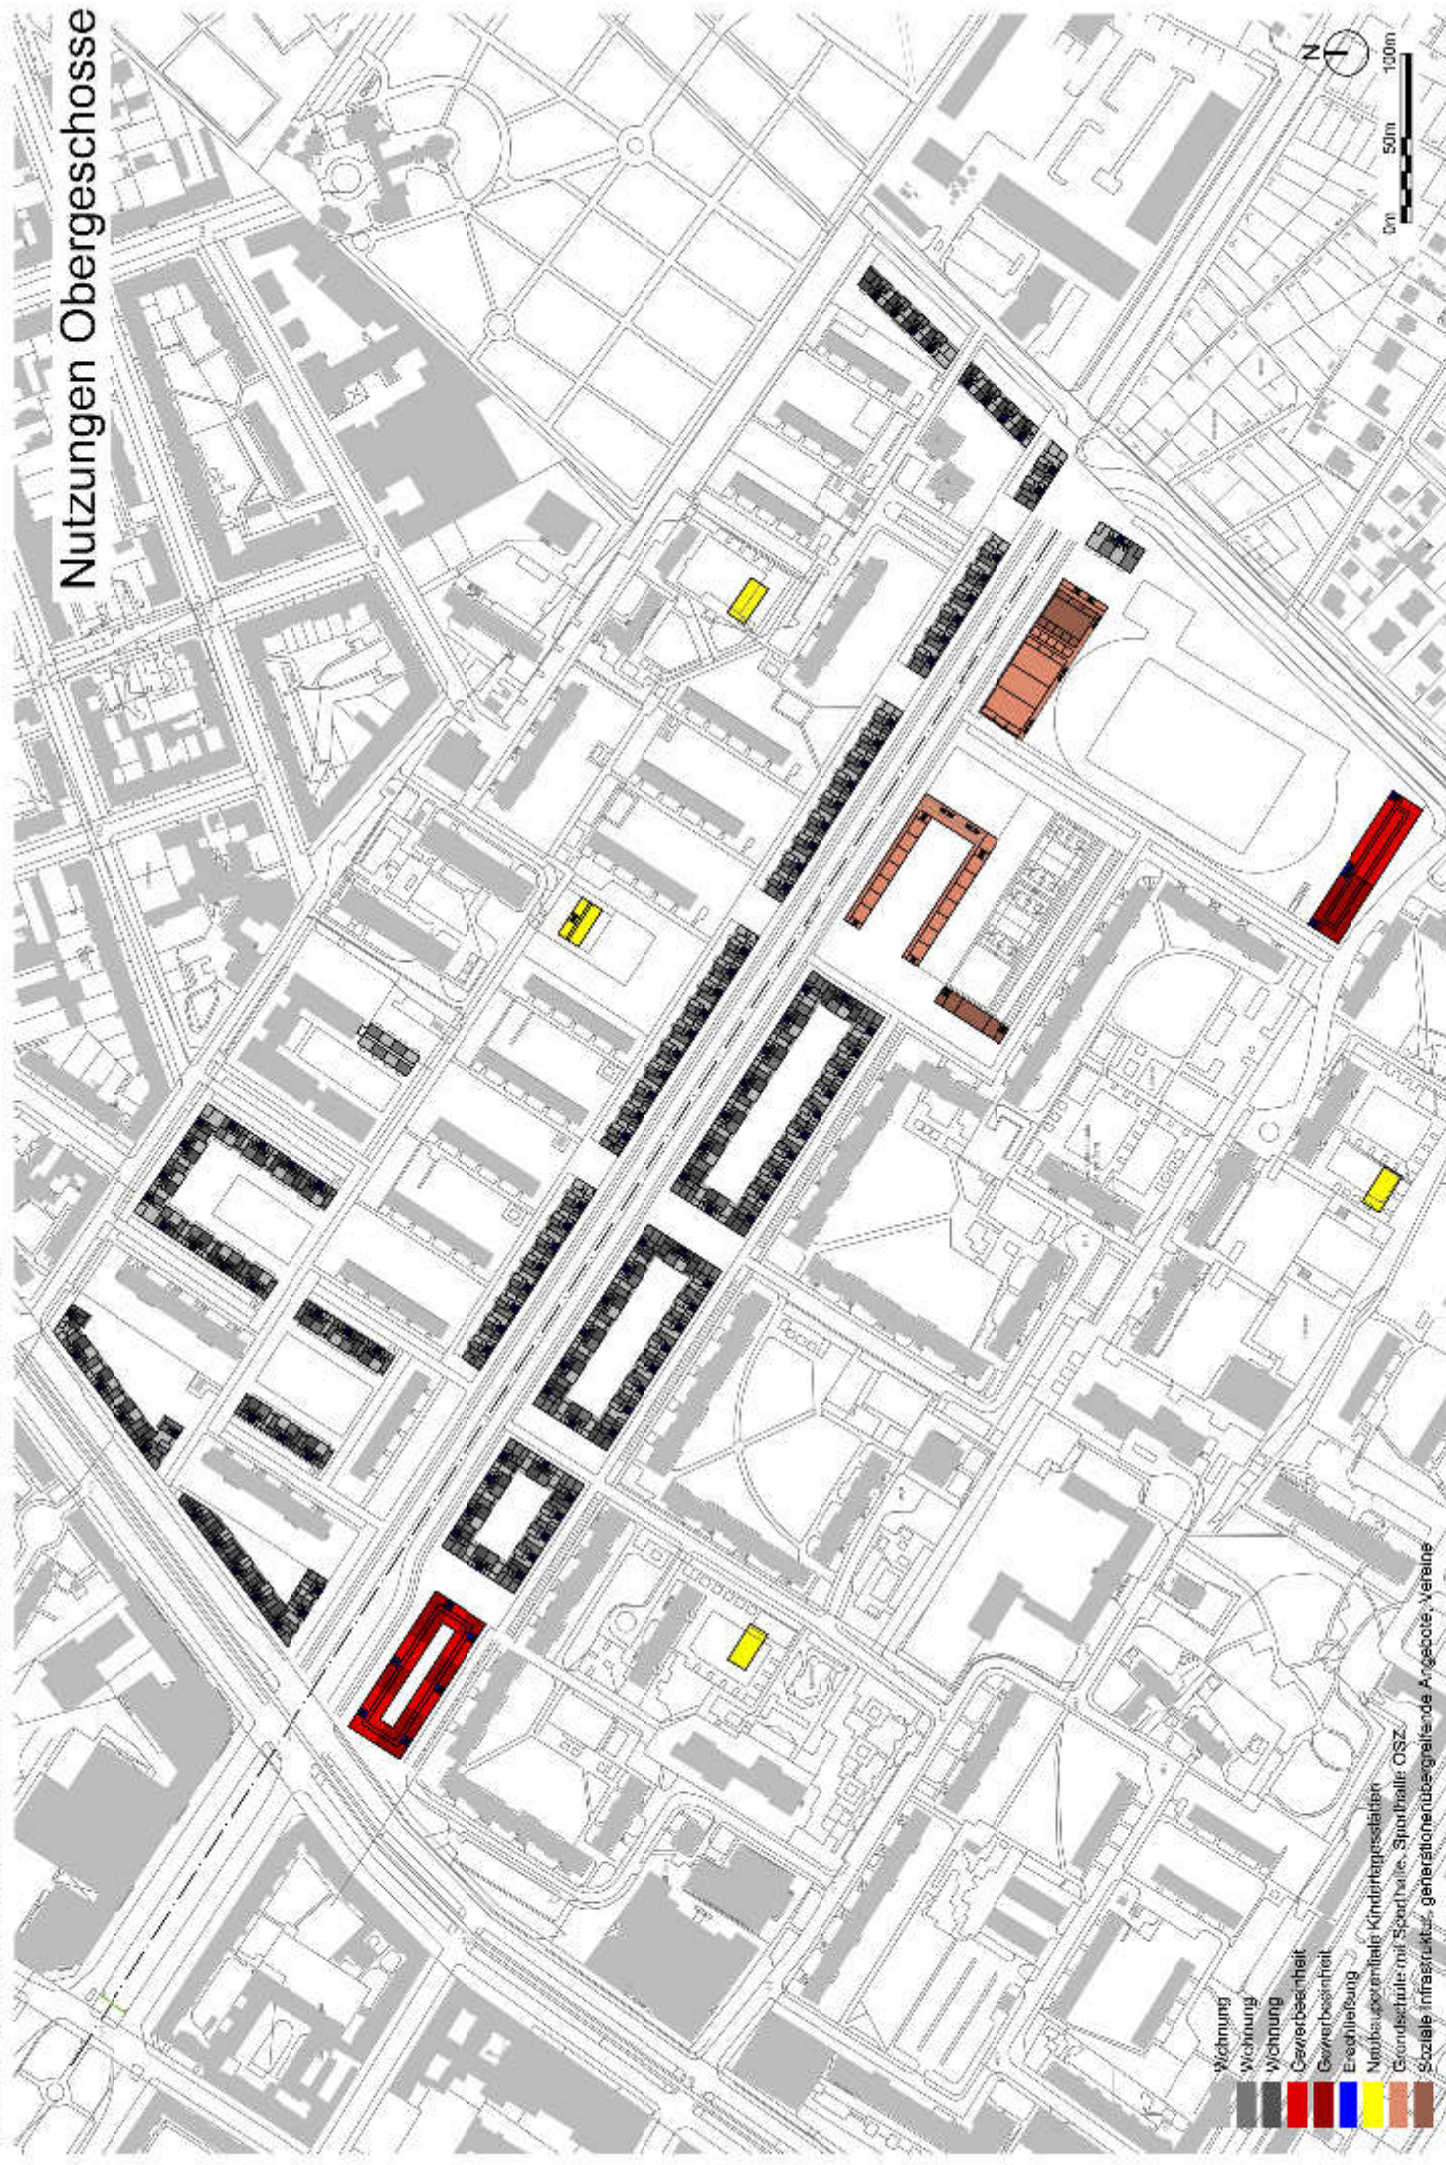 Nutzungen Obergeschosse
N
0m 50m 100m
Wohnung
Wohnung
Wohnung
Gewerbeeinheit
Gewerbeeinheit
Erschließung
Neubaupotentiale Kindertagesstätten
Grundschule mit Sporthalle, Sporthalle OSZ
Soziale Infrastruktur, generationenübergreifende Angebote, Vereine